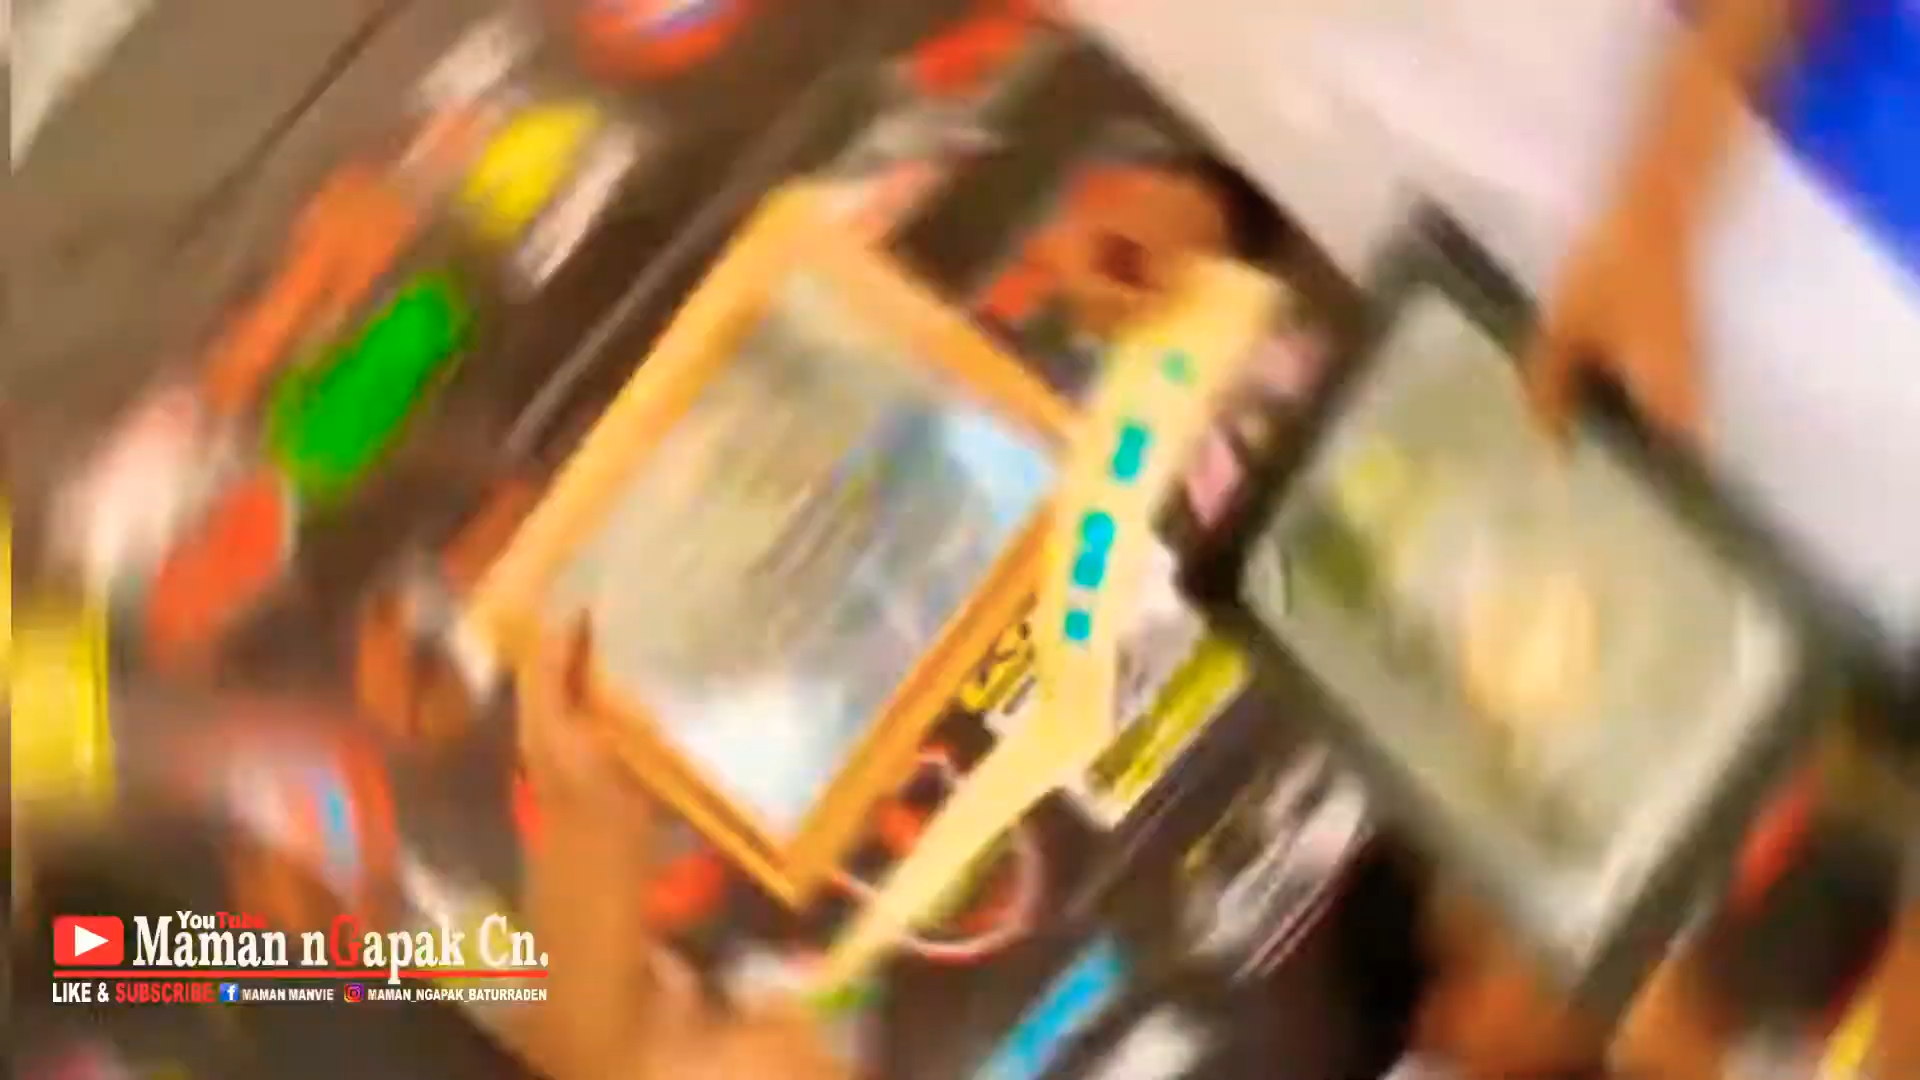 YouTube
Maman nGapak Cn.
LIKE & SUBSCRIBE MAMAN MANVIE MAMAN_NGAPAK_BATURRADEN